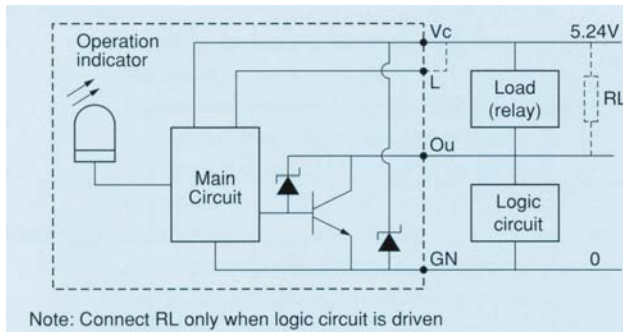 Operation
indicator
Vc
5.24V
L
Load
(relay)
RL
Ou
Main
Circuit
Logic
circuit
GN
0
Note: Connect RL only when logic circuit is driven